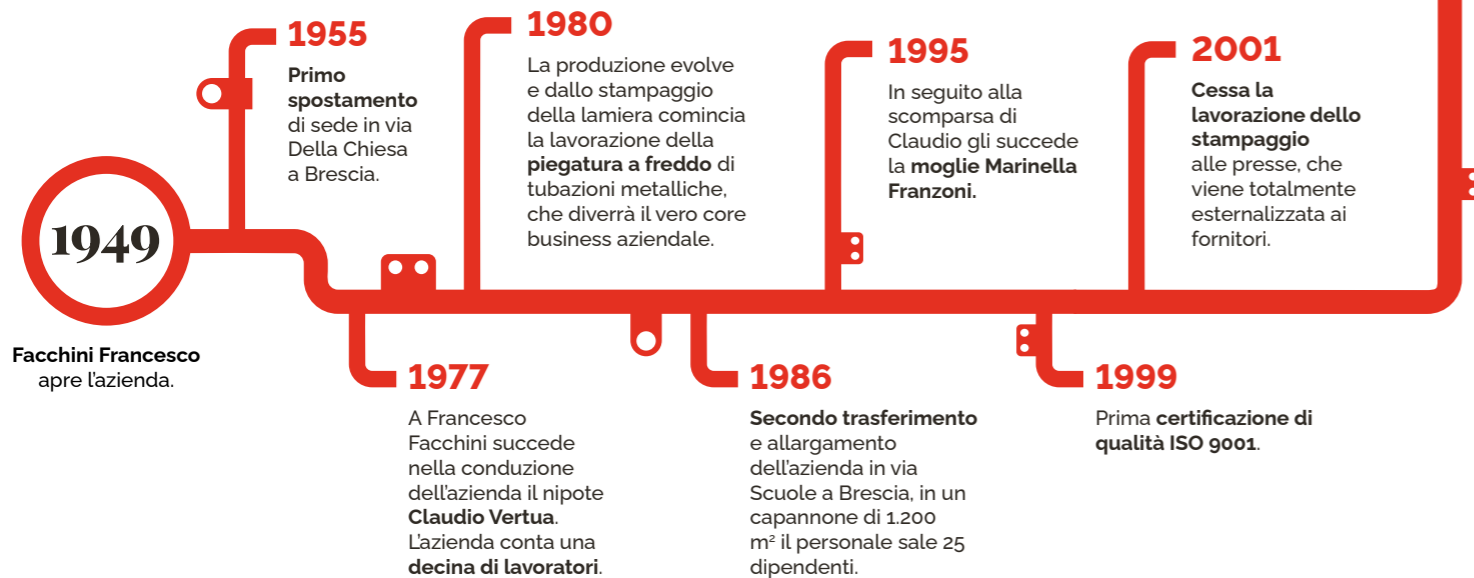 1949
Facchini Francesco
apre l’azienda.
1955
Primo
spostamento
di sede in via
Della Chiesa
a Brescia.
1977
A Francesco
Facchini succede
nella conduzione
dell’azienda il nipote
Claudio Vertua.
L’azienda conta una
decina di lavoratori.
1980
La produzione evolve
e dallo stampaggio
della lamiera comincia
la lavorazione della
piegatura a freddo di
tubazioni metalliche,
che diverrà il vero core
business aziendale.
1986
Secondo trasferimento
e allargamento
dell’azienda in via
Scuole a Brescia, in un
capannone di 1.200
m² il personale sale 25
dipendenti.
1995
In seguito alla
scomparsa di
Claudio gli succede
la moglie Marinella
Franzoni.
1999
Prima certificazione di
qualità ISO 9001.
2001
Cessa la
lavorazione dello
stampaggio
alle presse, che
viene totalmente
esternalizzata ai
fornitori.